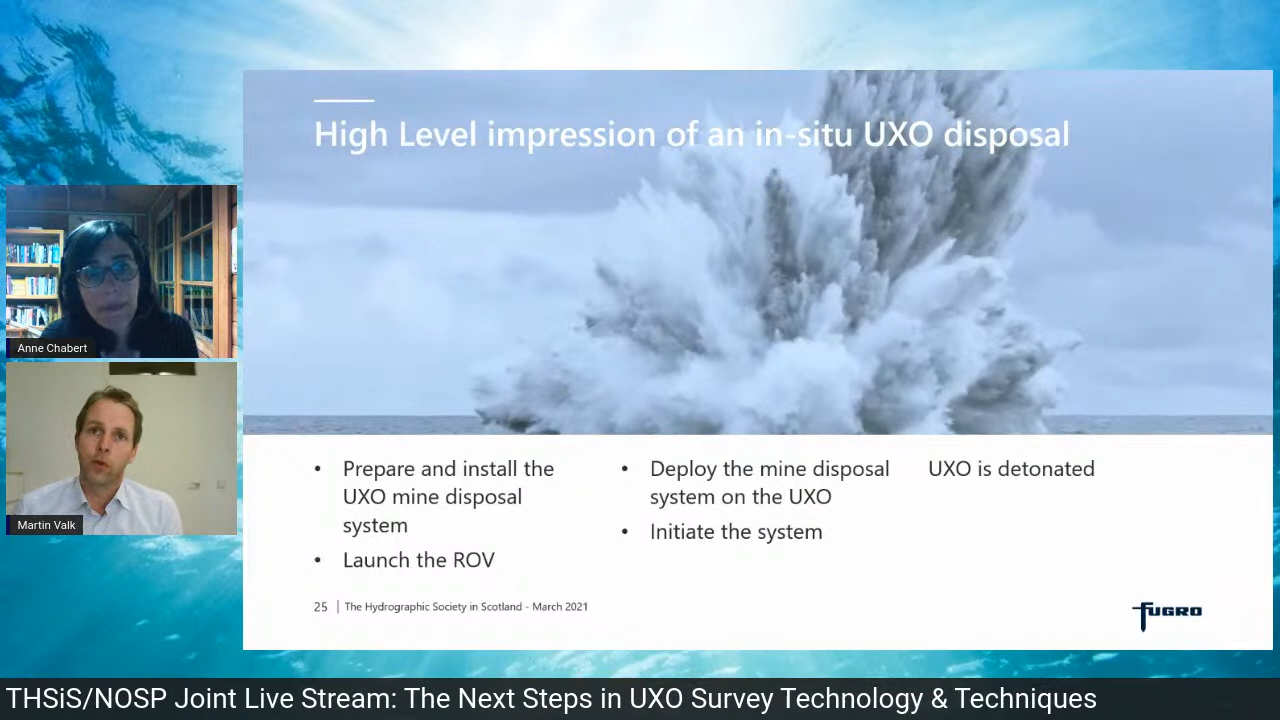 High Level impression of an in-situ UXO disposal
Anne Chabert
Martin Valk
• Prepare and install the
UXO mine disposal
system
• Launch the ROV
• Deploy the mine disposal
system on the UXO
• Initiate the system
UXO is detonated
25 | The Hydrographic Society in Scotland - March 2021
FUGRO
THSiS/NOSP Joint Live Stream: The Next Steps in UXO Survey Technology & Techniques